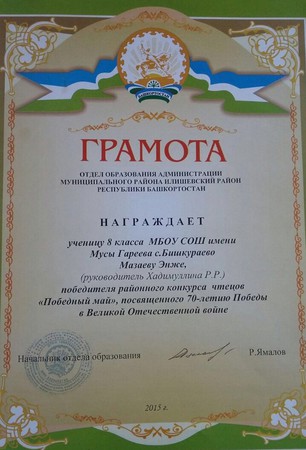 БАШКОРТОСТАН
ГРАМОТА
ОТДЕЛ ОБРАЗОВАНИЯ АДМИНИСТРАЦИИ
МУНИЦИПАЛЬНОГО РАЙОНА ИЛИШЕВСКИЙ РАЙОН
РЕСПУБЛИКИ БАШКОРТОСТАН
НАГРАЖДАЕТ
ученицу 8 класса МБОУ СОШ имени
Мусы Гареева с.Бишкураево
Мазаеву Энже,
(руководитель Хадимуллина Р.Р.)
победителя районного конкурса чтецов
«Победный май», посвященного 70-летию Победы
в Великой Отечественной войне
Начальник отдела образования Р.Ямалов
2015 г.